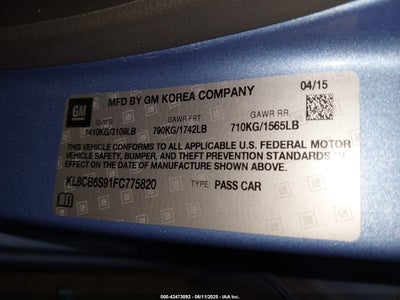 GM
MFD BY GM KOREA COMPANY
04/15
GVWR
GAWR FRT.
GAWR RR.
1410KG/3109LB
790KG/1742LB
710KG/1565LB
THIS VEHICLE CONFORMS TO ALL APPLICABLE U.S. FEDERAL MOTOR
VEHICLE SAFETY, BUMPER, AND THEFT PREVENTION STANDARDS IN
EFFECT ON THE DATE OF MANUFACTURE SHOWN ABOVE.
KL8CB6S91FC775820
TYPE: PASS CAR
000-42473092 - 06/11/2025 - IAA Inc.